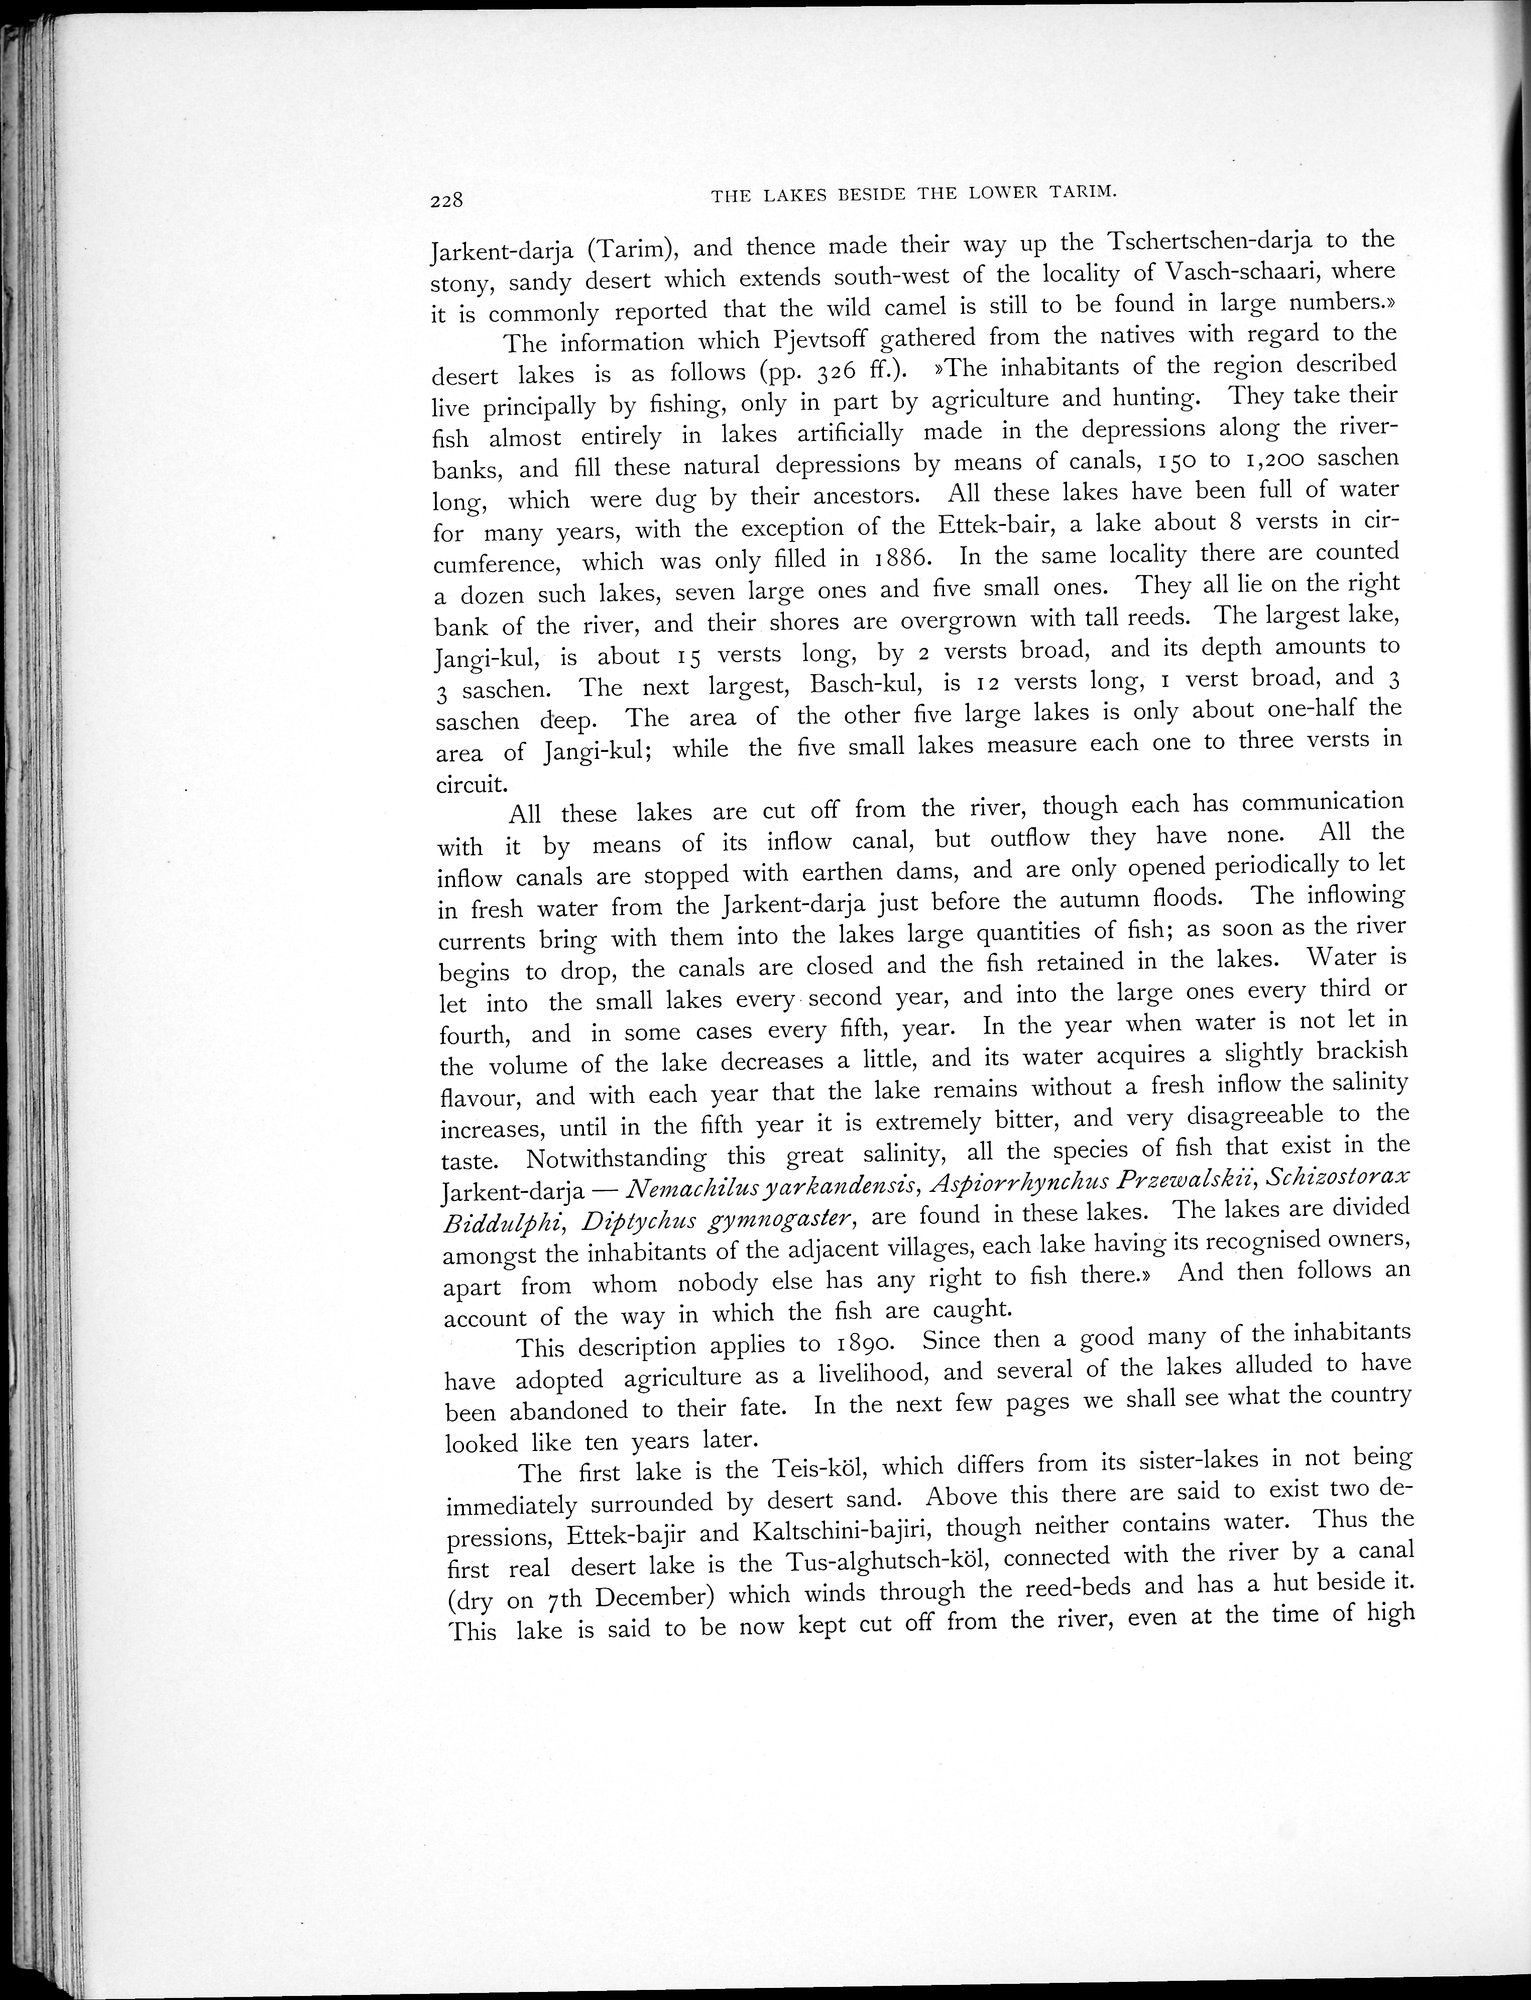 228 THE LAKES BESIDE THE LOWER TARIM.
Jarkent-darja (Tarim), and thence made their way up the Tschertschen-darja to the
stony, sandy desert which extends south-west of the locality of Vasch-schaari, where
it is commonly reported that the wild camel is still to be found in large numbers.»
The information which Pjevtsoff gathered from the natives with regard to the
desert lakes is as follows (pp. 326 ff.). »The inhabitants of the region described
live principally by fishing, only in part by agriculture and hunting. They take their
fish almost entirely in lakes artificially made in the depressions along the river-
banks, and fill these natural depressions by means of canals, 150 to 1,200 saschen
long, which were dug by their ancestors. All these lakes have been full of water
for many years, with the exception of the Ettek-bair, a lake about 8 versts in cir-
cumference, which was only filled in 1886. In the same locality there are counted
a dozen such lakes, seven large ones and five small ones. They all lie on the right
bank of the river, and their shores are overgrown with tall reeds. The largest lake,
Jangi-kul, is about 15 versts long, by 2 versts broad, and its depth amounts to
3 saschen. The next largest, Basch-kul, is 12 versts long, 1 verst broad, and 3
saschen deep. The area of the other five large lakes is only about one-half the
area of Jangi-kul; while the five small lakes measure each one to three versts in
circuit.
All these lakes are cut off from the river, though each has communication
with it by means of its inflow canal, but outflow they have none. All the
inflow canals are stopped with earthen dams, and are only opened periodically to let
in fresh water from the Jarkent-darja just before the autumn floods. The inflowing
currents bring with them into the lakes large quantities of fish; as soon as the river
begins to drop, the canals are closed and the fish retained in the lakes. Water is
let into the small lakes every second year, and into the large ones every third or
fourth, and in some cases every fifth, year. In the year when water is not let in
the volume of the lake decreases a little, and its water acquires a slightly brackish
flavour, and with each year that the lake remains without a fresh inflow the salinity
increases, until in the fifth year it is extremely bitter, and very disagreeable to the
taste. Notwithstanding this great salinity, all the species of fish that exist in the
Jarkent-darja — Nemachilus yarkandensis, Aspiorrhynchus Przewalskii, Schizostorax
Biddulphi, Diptychus gymnogaster, are found in these lakes. The lakes are divided
amongst the inhabitants of the adjacent villages, each lake having its recognised owners,
apart from whom nobody else has any right to fish there.» And then follows an
account of the way in which the fish are caught.
This description applies to 1890. Since then a good many of the inhabitants
have adopted agriculture as a livelihood, and several of the lakes alluded to have
been abandoned to their fate. In the next few pages we shall see what the country
looked like ten years later.
The first lake is the Teis-köl, which differs from its sister-lakes in not being
immediately surrounded by desert sand. Above this there are said to exist two de-
pressions, Ettek-bajir and Kaltschini-bajiri, though neither contains water. Thus the
first real desert lake is the Tus-alghutsch-köl, connected with the river by a canal
(dry on 7th December) which winds through the reed-beds and has a hut beside it.
This lake is said to be now kept cut off from the river, even at the time of high